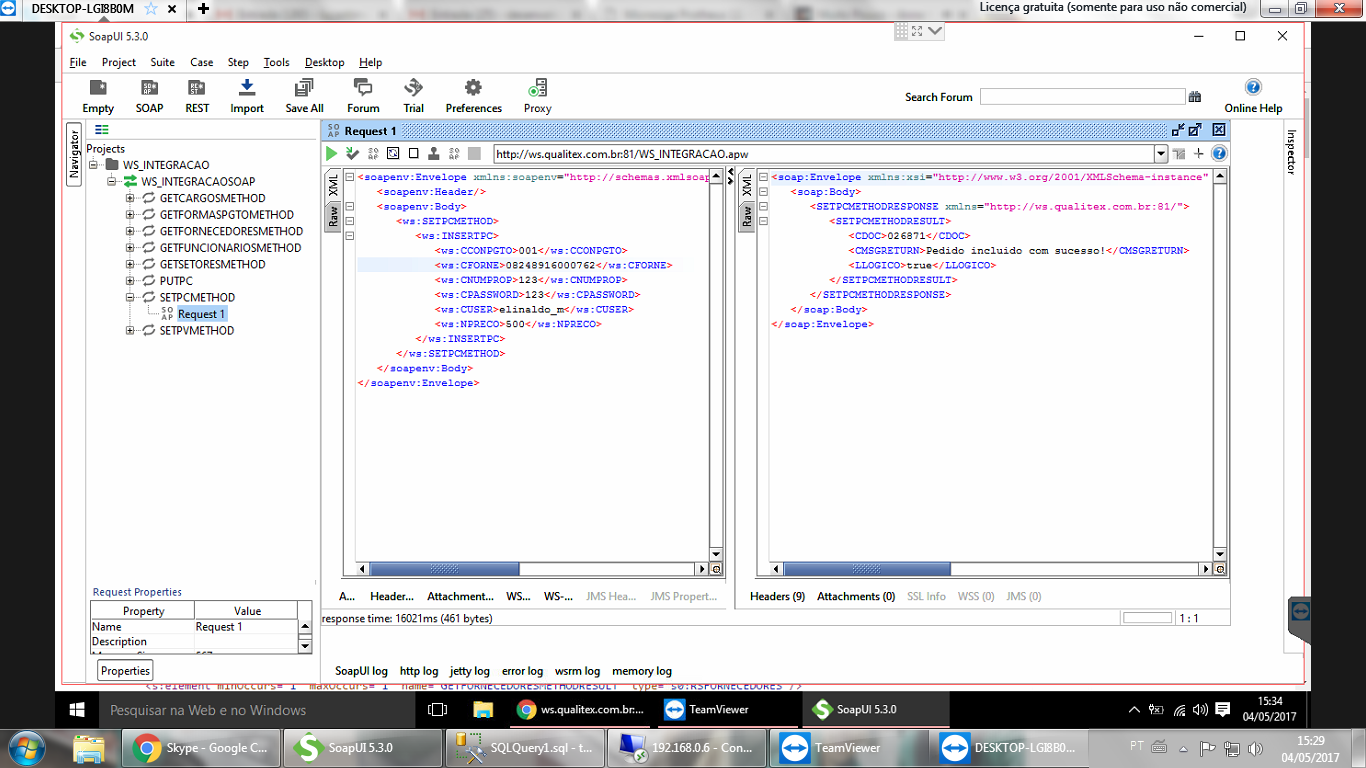 DESKTOP-LGI8B0M
Licença gratuita (somente para uso não comercial)
SoapUI 5.3.0
File Project Suite Case Step Tools Desktop Help
Empty SOAP REST Import Save All Forum Trial Preferences Proxy
Search Forum
Online Help
Navigator
Projects
WS_INTEGRACAO
WS_INTEGRACAOSOAP
GETCARGOSMETHOD
GETFORMASPGTOMETHOD
GETFORNECEDORESMETHOD
GETFUNCIONARIOSMETHOD
GETSETORESMETHOD
PUTPC
SETPCMETHOD
Request 1
SETPVMETHOD
Request Properties
Property Value
Name Request 1
Description
Properties
Request 1
http://ws.qualitex.com.br:81/WS_INTEGRACAO.apw
XML
Raw
<soapenv:Envelope xmlns:soapenv="http://schemas.xmlsoap
<soapenv:Header/>
<soapenv:Body>
<ws:SETPCMETHOD>
<ws:INSERTPC>
<ws:CCONPGTO>001</ws:CCONPGTO>
<ws:CFORNE>08248916000762</ws:CFORNE>
<ws:CNUMPROP>123</ws:CNUMPROP>
<ws:CPASSWORD>123</ws:CPASSWORD>
<ws:CUSER>elinaldo_m</ws:CUSER>
<ws:NPRECO>500</ws:NPRECO>
</ws:INSERTPC>
</ws:SETPCMETHOD>
</soapenv:Body>
</soapenv:Envelope>
A... Header... Attachment... WS... WS-... JMS Hea... JMS Propert...
XML
Raw
<soap:Envelope xmlns:xsi="http://www.w3.org/2001/XMLSchema-instance"
<soap:Body>
<SETPCMETHODRESPONSE xmlns="http://ws.qualitex.com.br:81/">
<SETPCMETHODRESULT>
<CDOC>026871</CDOC>
<CMSGRETURN>Pedido incluido com sucesso!</CMSGRETURN>
<LLOGICO>true</LLOGICO>
</SETPCMETHODRESULT>
</SETPCMETHODRESPONSE>
</soap:Body>
</soap:Envelope>
Headers (9) Attachments (0) SSL Info WSS (0) JMS (0)
response time: 16021ms (461 bytes)
1 : 1
Inspector
SoapUI log http log jetty log error log wsrm log memory log
Pesquisar na Web e no Windows
ws.qualitex.com.br:...
TeamViewer
SoapUI 5.3.0
15:34
04/05/2017
Skype - Google C...
SoapUI 5.3.0
SQLQuery1.sql - t...
192.168.0.6 - Con...
TeamViewer
DESKTOP-LGI8B0...
PT
15:29
04/05/2017